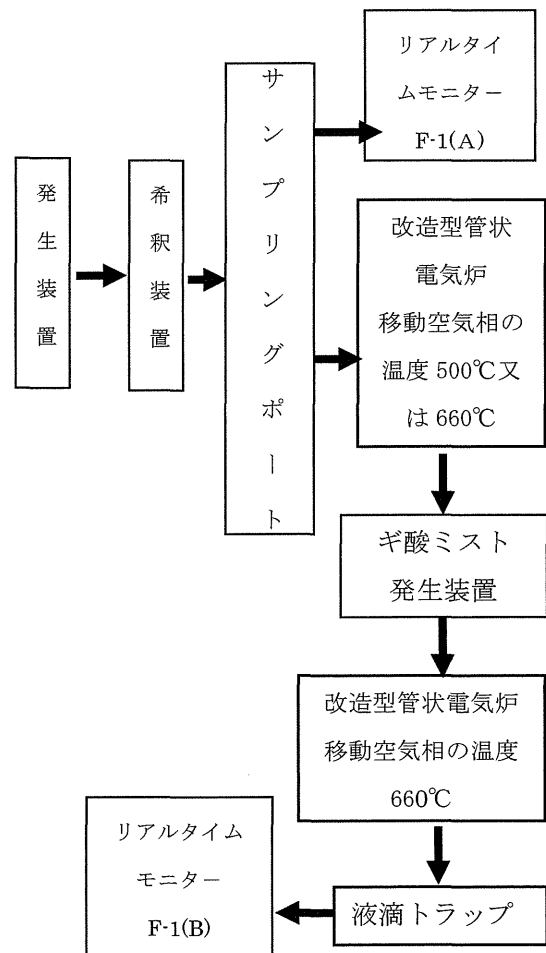 発生装置
希釈装置
サンプリングポート
リアルタイ
ムモニター
F-1(A)
改造型管状
電気炉
移動空気相の
温度 500℃又
は 660℃
ギ酸ミスト
発生装置
改造型管状電気炉
移動空気相の温度
660℃
液滴トラップ
リアルタイム
モニター
F-1(B)